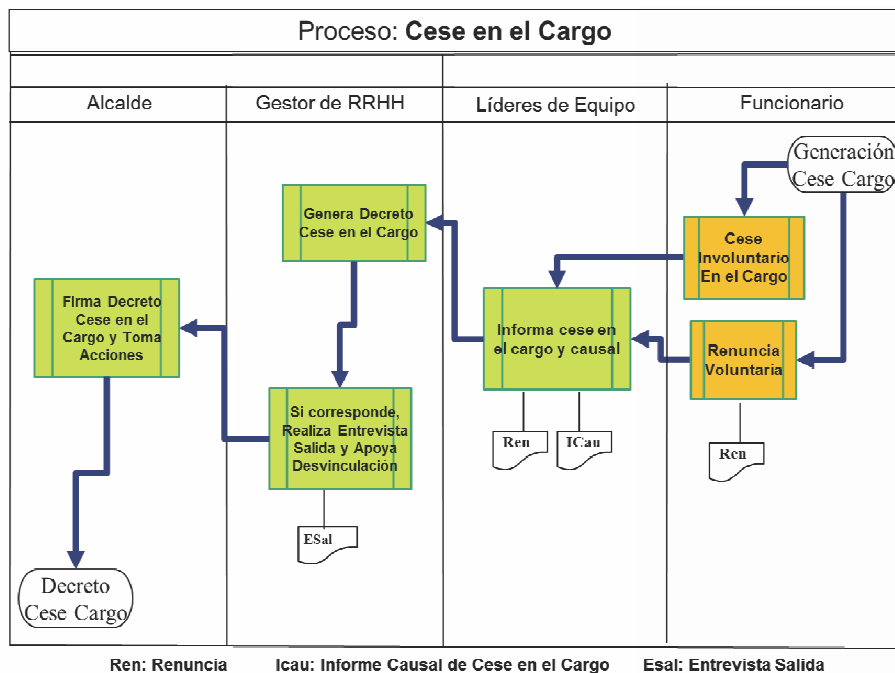 Proceso: Cese en el Cargo
Alcalde
Gestor de RRHH
Líderes de Equipo
Funcionario
Generación
Cese Cargo
Genera Decreto
Cese en el Cargo
Cese
Involuntario
En el Cargo
Firma Decreto
Cese en el
Cargo y Toma
Acciones
Informa cese en
el cargo y causal
Renuncia
Voluntaria
Si corresponde,
Realiza Entrevista
Salida y Apoya
Desvinculación
Ren
ICau
Ren
ESal
Decreto
Cese Cargo
Ren: Renuncia
Icau: Informe Causal de Cese en el Cargo
Esal: Entrevista Salida